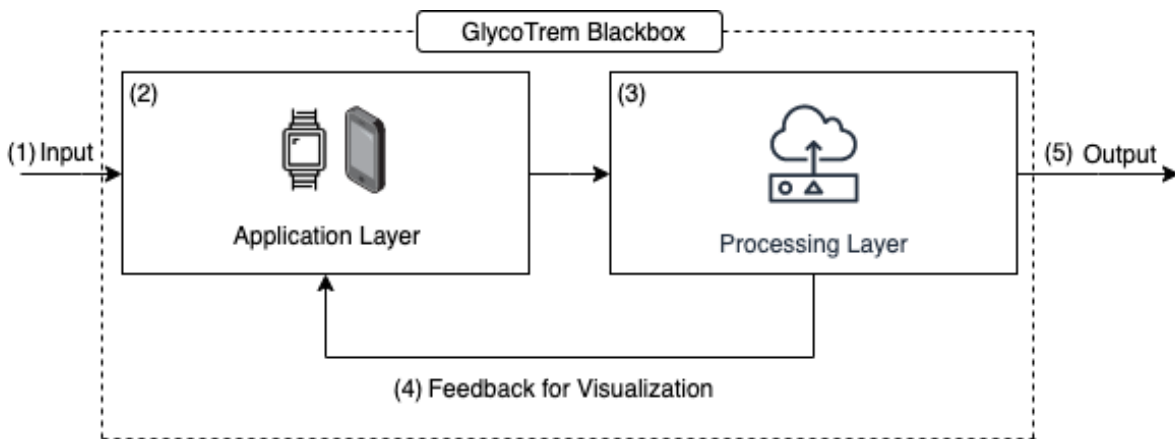 GlycoTrem Blackbox
(2)
(3)
(1) Input
(5) Output
Application Layer
Processing Layer
(4) Feedback for Visualization